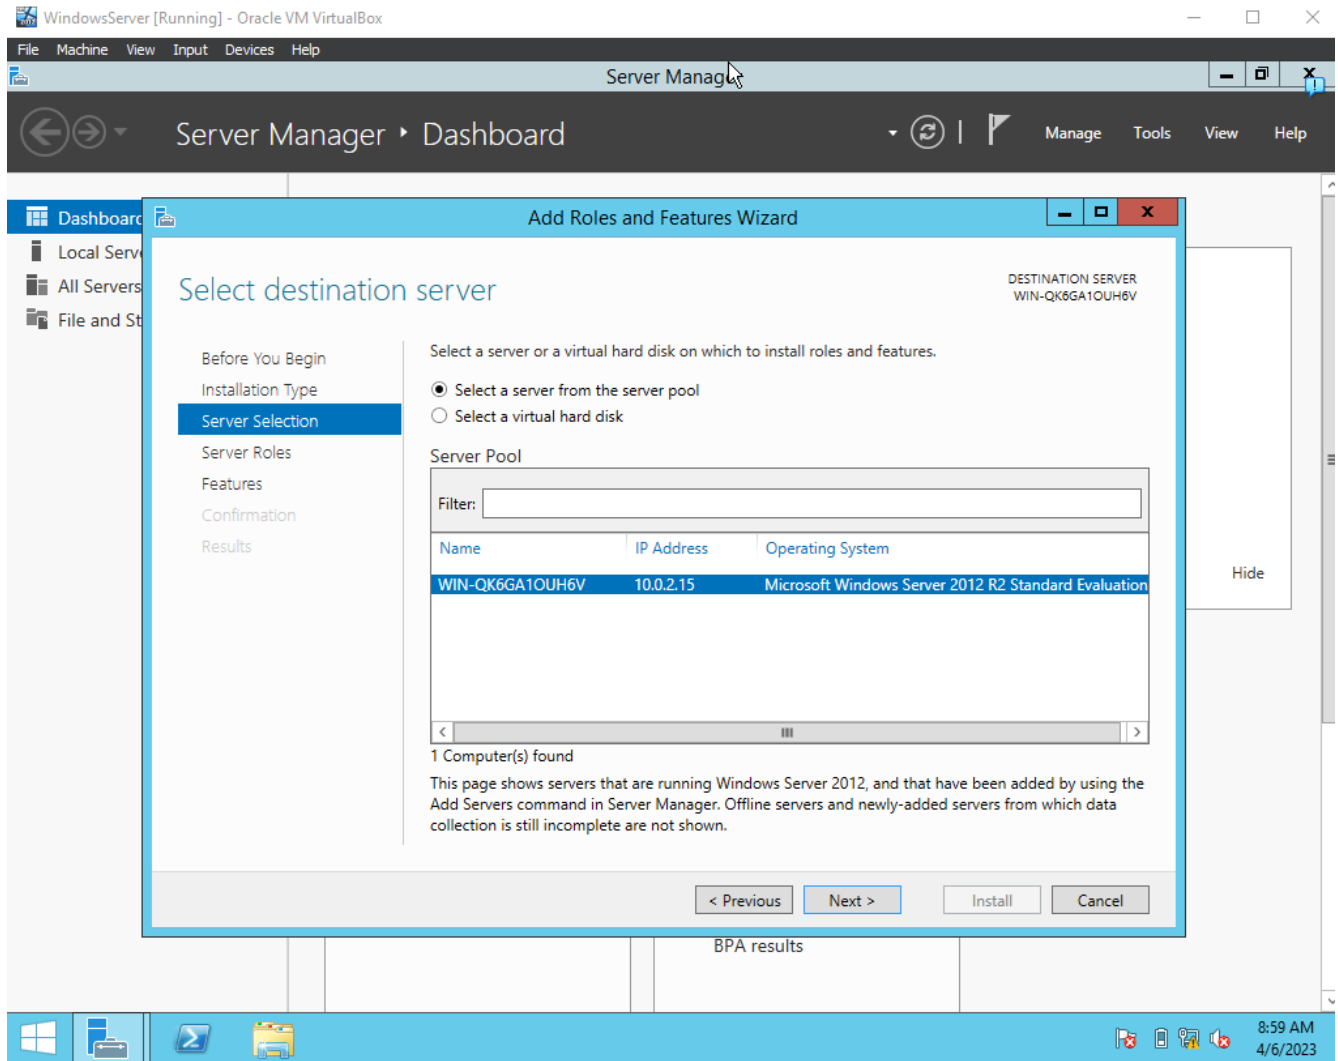 WindowsServer [Running] - Oracle VM VirtualBox
File Machine View Input Devices Help
Server Manager
Server Manager Dashboard
Manage Tools View Help
Dashboard
Local Serve
All Servers
File and St
Add Roles and Features Wizard
Select destination server
DESTINATION SERVER
WIN-QK6GA1OUH6V
Before You Begin
Installation Type
Server Selection
Server Roles
Features
Confirmation
Results
Select a server or a virtual hard disk on which to install roles and features.
Select a server from the server pool
Select a virtual hard disk
Server Pool
Filter:
Name IP Address Operating System
WIN-QK6GA1OUH6V 10.0.2.15 Microsoft Windows Server 2012 R2 Standard Evaluation
1 Computer(s) found
This page shows servers that are running Windows Server 2012, and that have been added by using the
Add Servers command in Server Manager. Offline servers and newly-added servers from which data
collection is still incomplete are not shown.
< Previous Next > Install Cancel
Hide
BPA results
8:59 AM
4/6/2023